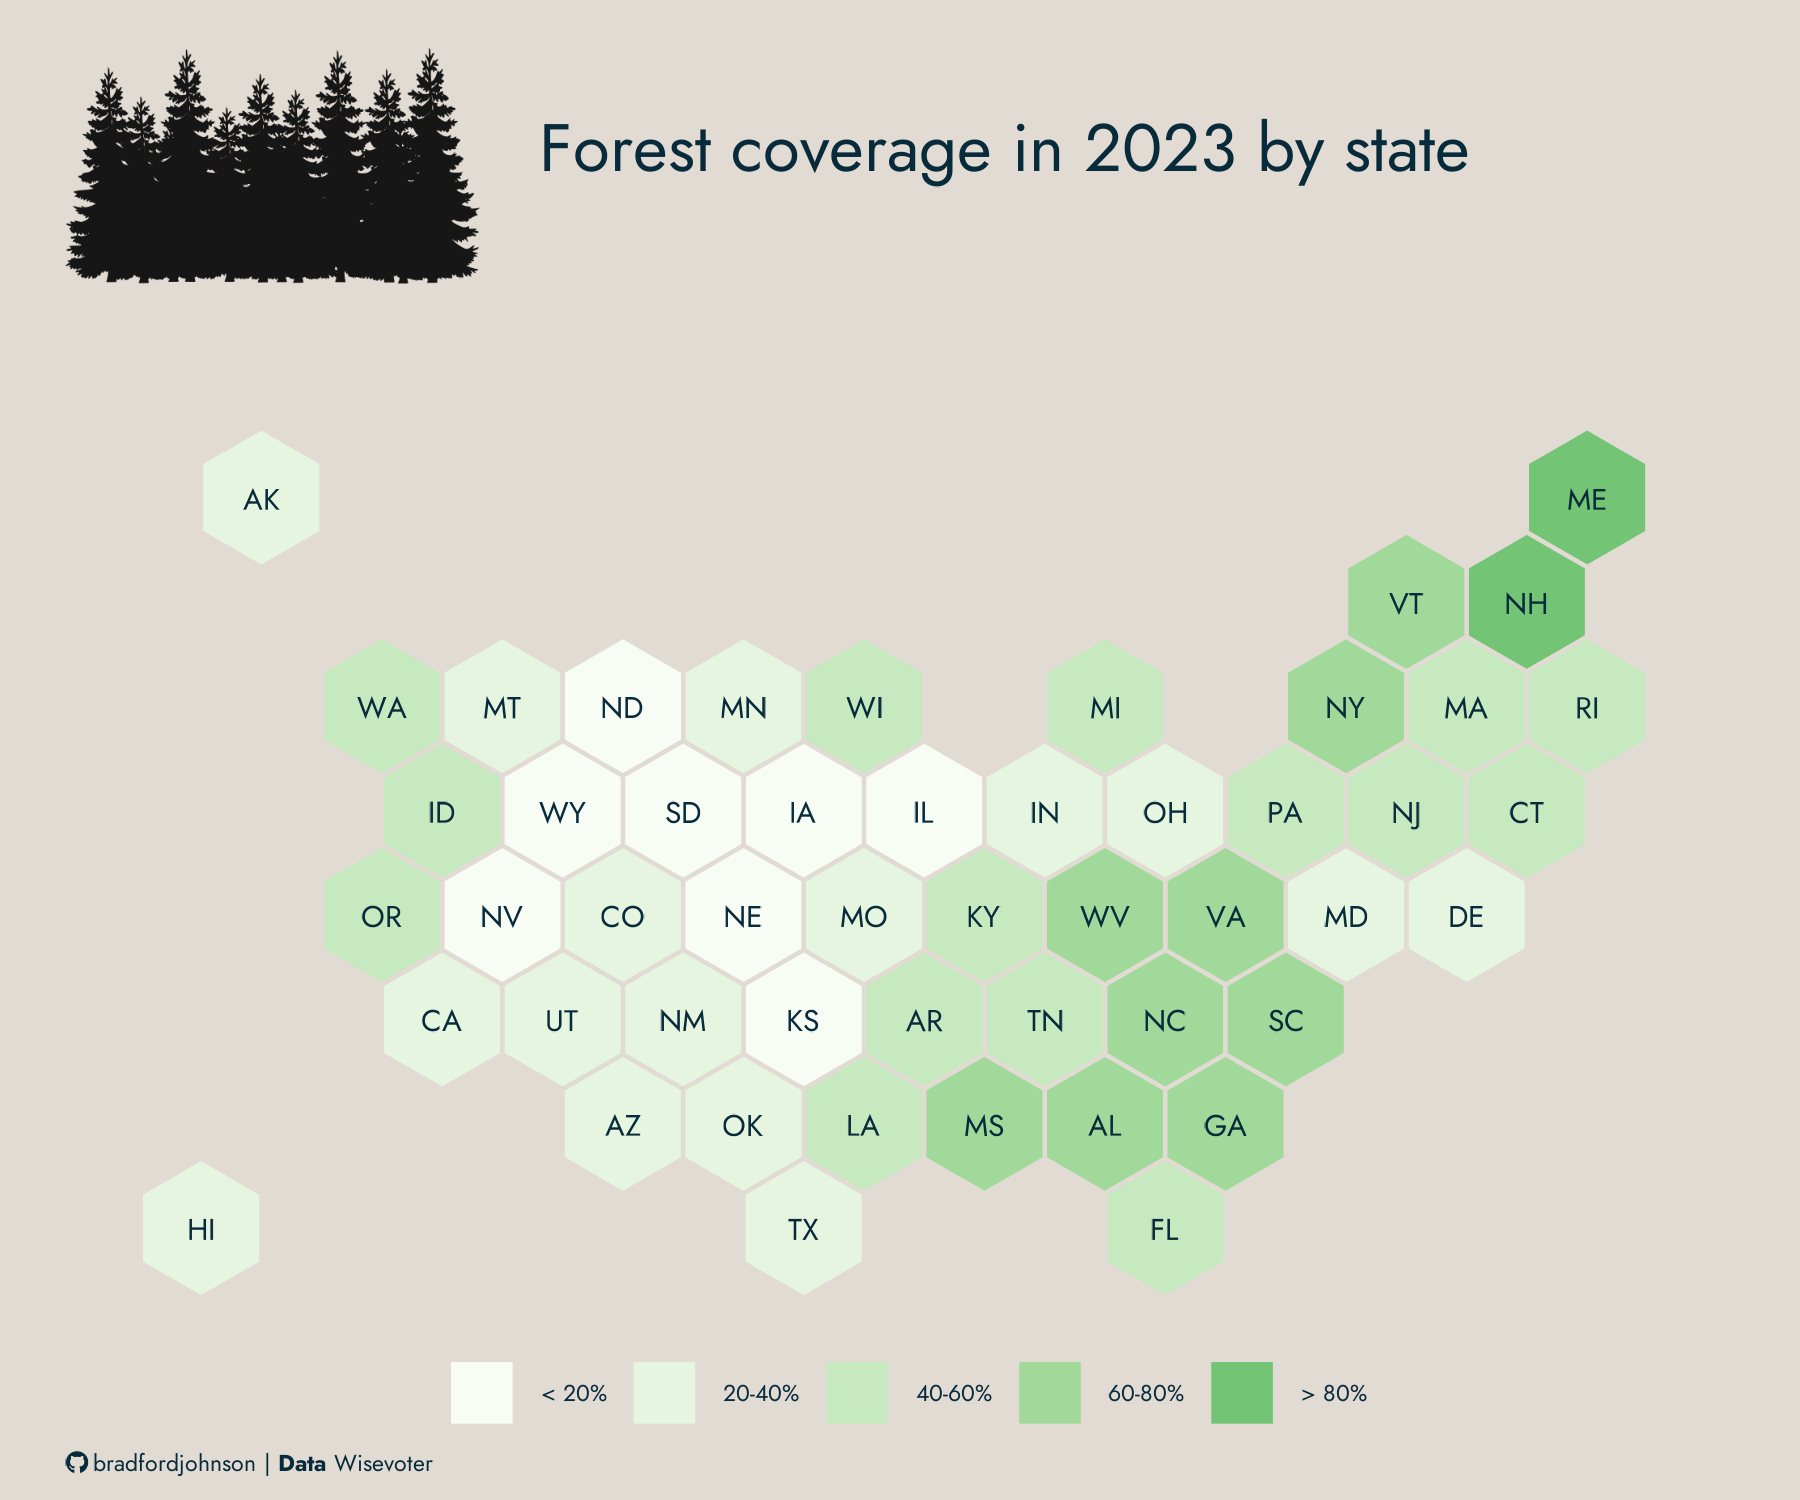 Forest coverage in 2023 by state
AK
ME
VT
NH
WA
MT
ND
MN
WI
MI
NY
MA
RI
ID
WY
SD
IA
IL
IN
OH
PA
NJ
CT
OR
NV
CO
NE
MO
KY
WV
VA
MD
DE
CA
UT
NM
KS
AR
TN
NC
SC
AZ
OK
LA
MS
AL
GA
HI
TX
FL
< 20%
20-40%
40-60%
60-80%
> 80%
bradfordjohnson | Data Wisevoter